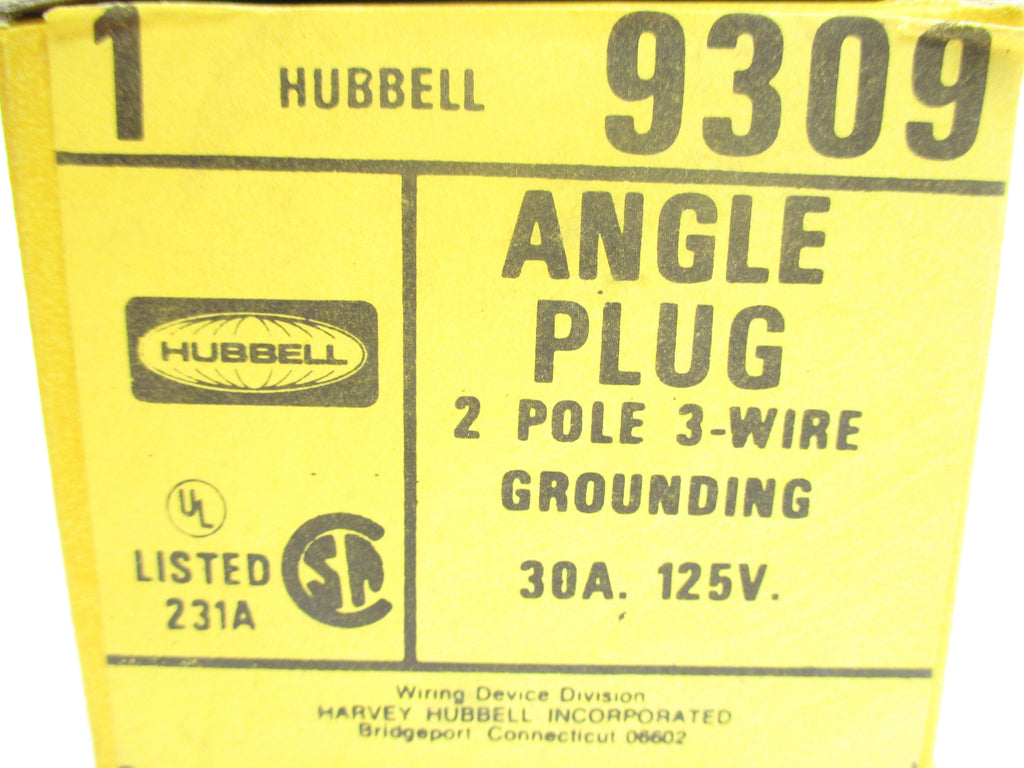 1 HUBBELL 9309
HUBBELL
UL
LISTED
231A
SA
ANGLE
PLUG
2 POLE 3-WIRE
GROUNDING
30A. 125V.
Wiring Device Division
HARVEY HUBBELL INCORPORATED
Bridgeport Connecticut 06602